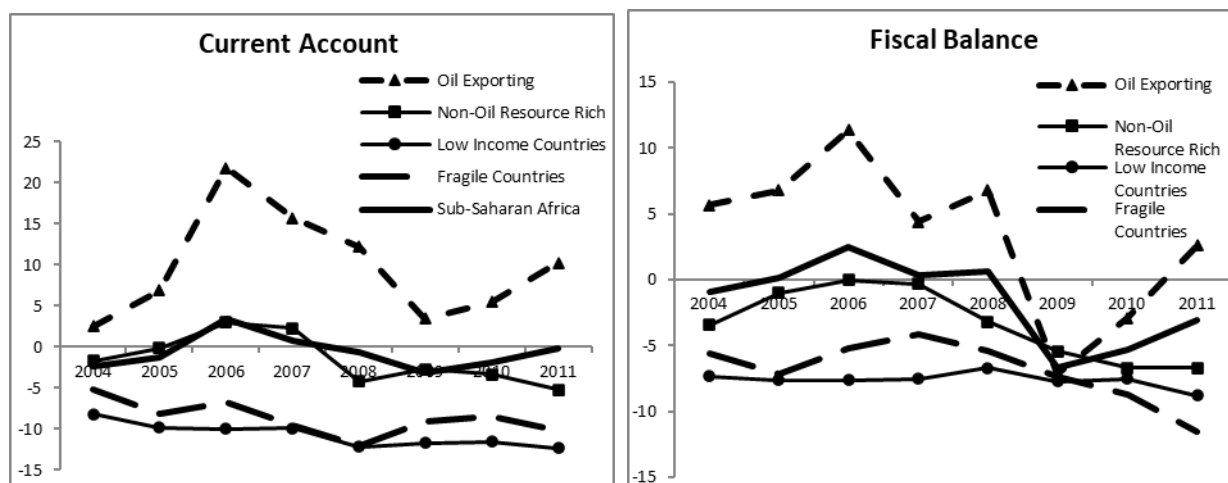 Current Account
Oil Exporting
Non-Oil Resource Rich
Low Income Countries
Fragile Countries
Sub-Saharan Africa
25
20
15
10
5
0
-5
-10
-15
2004 2005 2006 2007 2008 2009 2010 2011
Fiscal Balance
Oil Exporting
Non-Oil
Resource Rich
Low Income
Countries
Fragile
Countries
15
10
5
0
-5
-10
-15
2004 2005 2006 2007 2008 2009 2010 2011